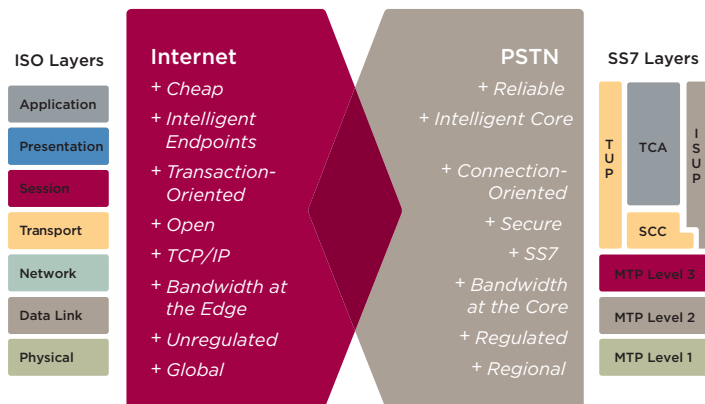 ISO Layers
Application
Presentation
Session
Transport
Network
Data Link
Physical
Internet
+ Cheap
+ Intelligent
Endpoints
+ Transaction-
Oriented
+ Open
+ TCP/IP
+ Bandwidth at
the Edge
+ Unregulated
+ Global
PSTN
+ Reliable
+ Intelligent Core
+ Connection-
Oriented
+ Secure
+ SS7
+ Bandwidth
at the Core
+ Regulated
+ Regional
SS7 Layers
TUP
TCA
ISUP
SCC
MTP Level 3
MTP Level 2
MTP Level 1